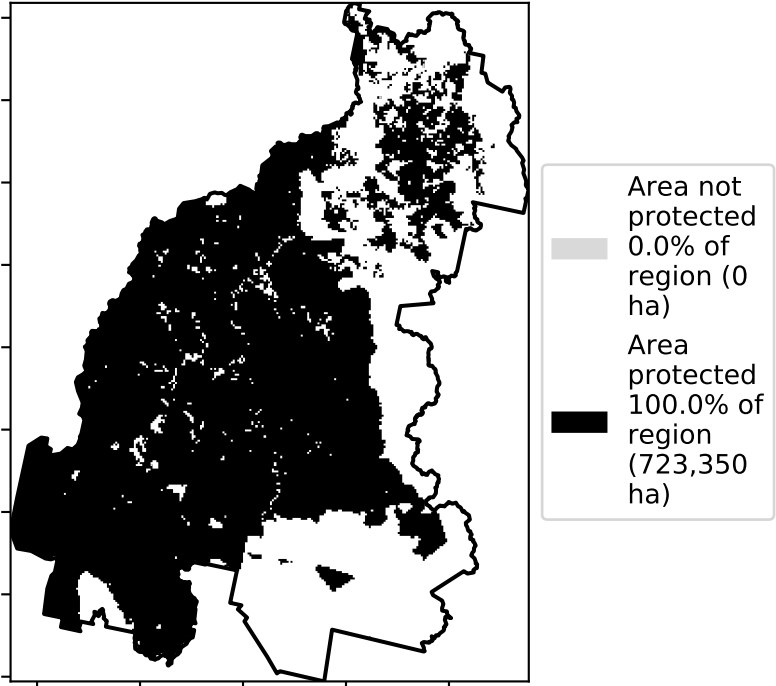 Area not
protected
0.0% of
region (0
ha)
Area
protected
100.0% of
region
(723,350
ha)